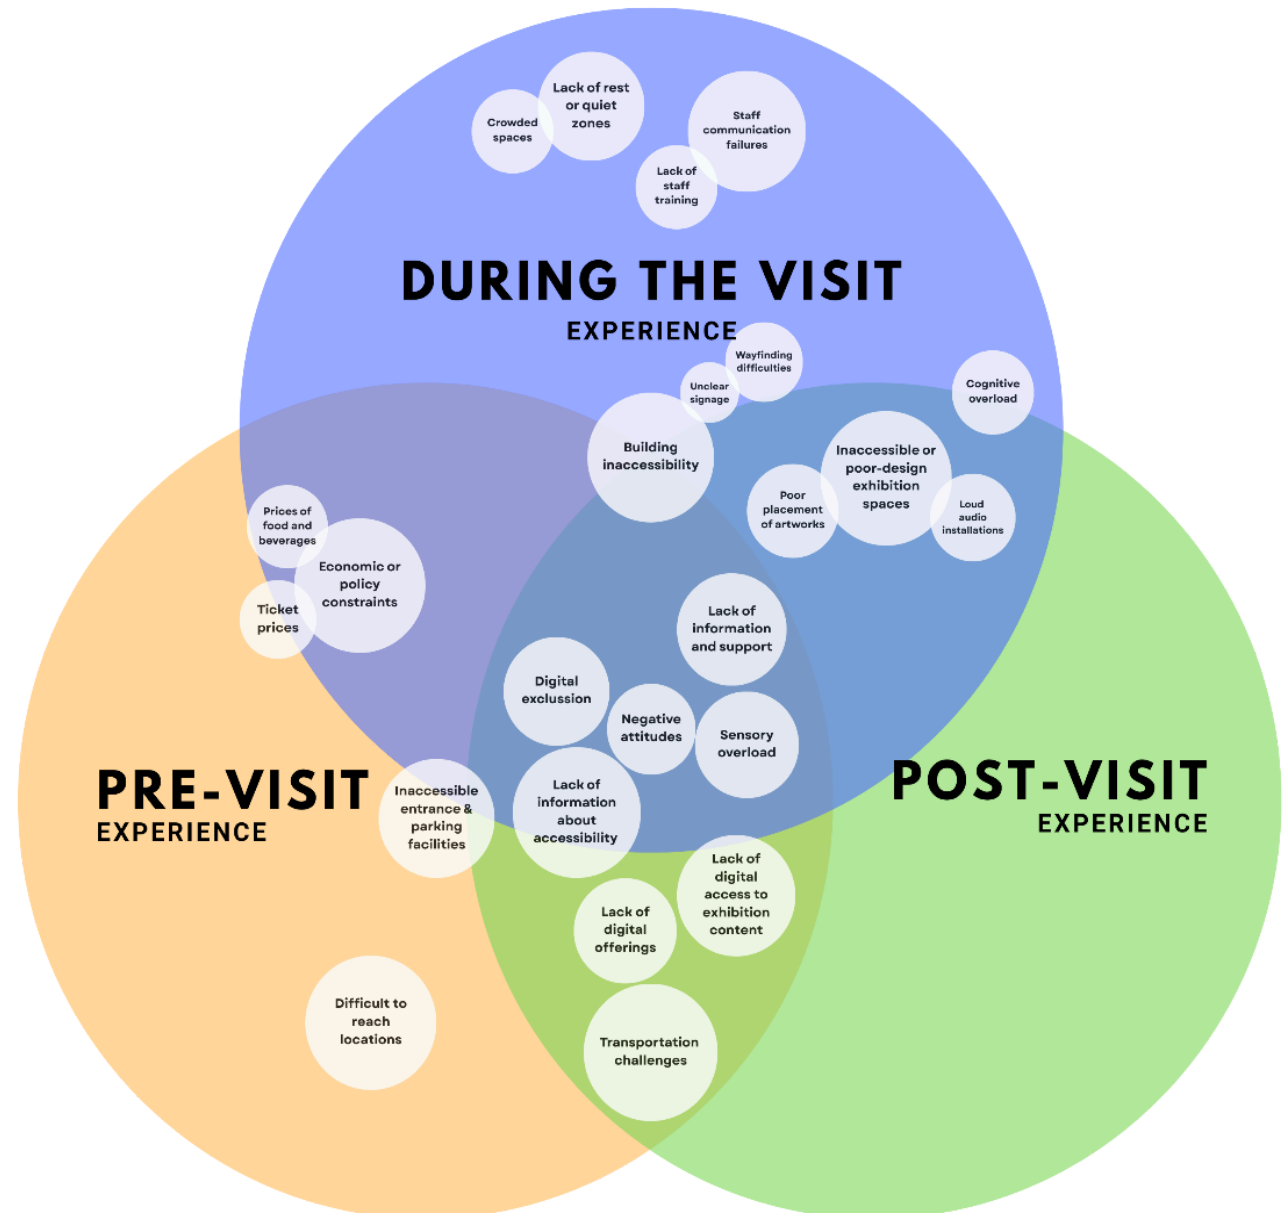 Lack of rest
or quiet
zones
Crowded
spaces
Staff
communication
failures
Lack of
staff
training
DURING THE VISIT
EXPERIENCE
Wayfinding
difficulties
Unclear
signage
Cognitive
overload
Building
inaccessibility
Inaccessible or
poor-design
exhibition
spaces
Poor
placement
of artworks
Loud
audio
installations
Prices of
food and
beverages
Economic or
policy
constraints
Ticket
prices
Lack of
information
and support
Digital
exclussion
Negative
attitudes
Sensory
overload
PRE-VISIT
EXPERIENCE
Inaccessible
entrance &
parking
facilities
Lack of
information
about
accessibility
POST-VISIT
EXPERIENCE
Lack of
digital
access to
exhibition
content
Lack of
digital
offerings
Difficult to
reach
locations
Transportation
challenges